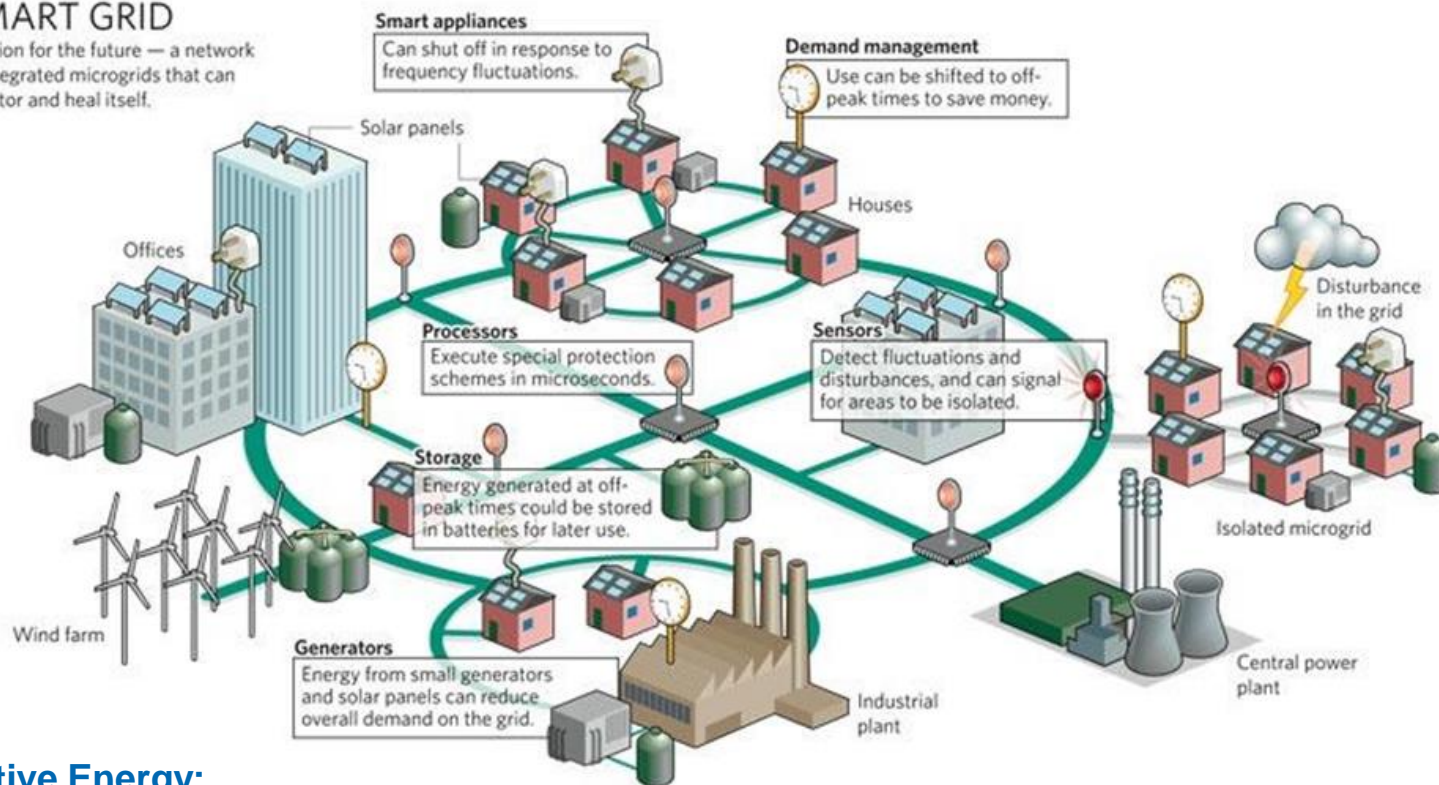 MART GRID
ion for the future — a network
egrated microgrids that can
tor and heal itself.
Smart appliances
Can shut off in response to
frequency fluctuations.
Demand management
Use can be shifted to off-
peak times to save money.
Solar panels
Houses
Offices
Disturbance
in the grid
Processors
Execute special protection
schemes in microseconds.
Sensors
Detect fluctuations and
disturbances, and can signal
for areas to be isolated.
Storage
Energy generated at off-
peak times could be stored
in batteries for later use.
Isolated microgrid
Wind farm
Generators
Energy from small generators
and solar panels can reduce
overall demand on the grid.
Industrial
plant
Central power
plant
tive Energy: